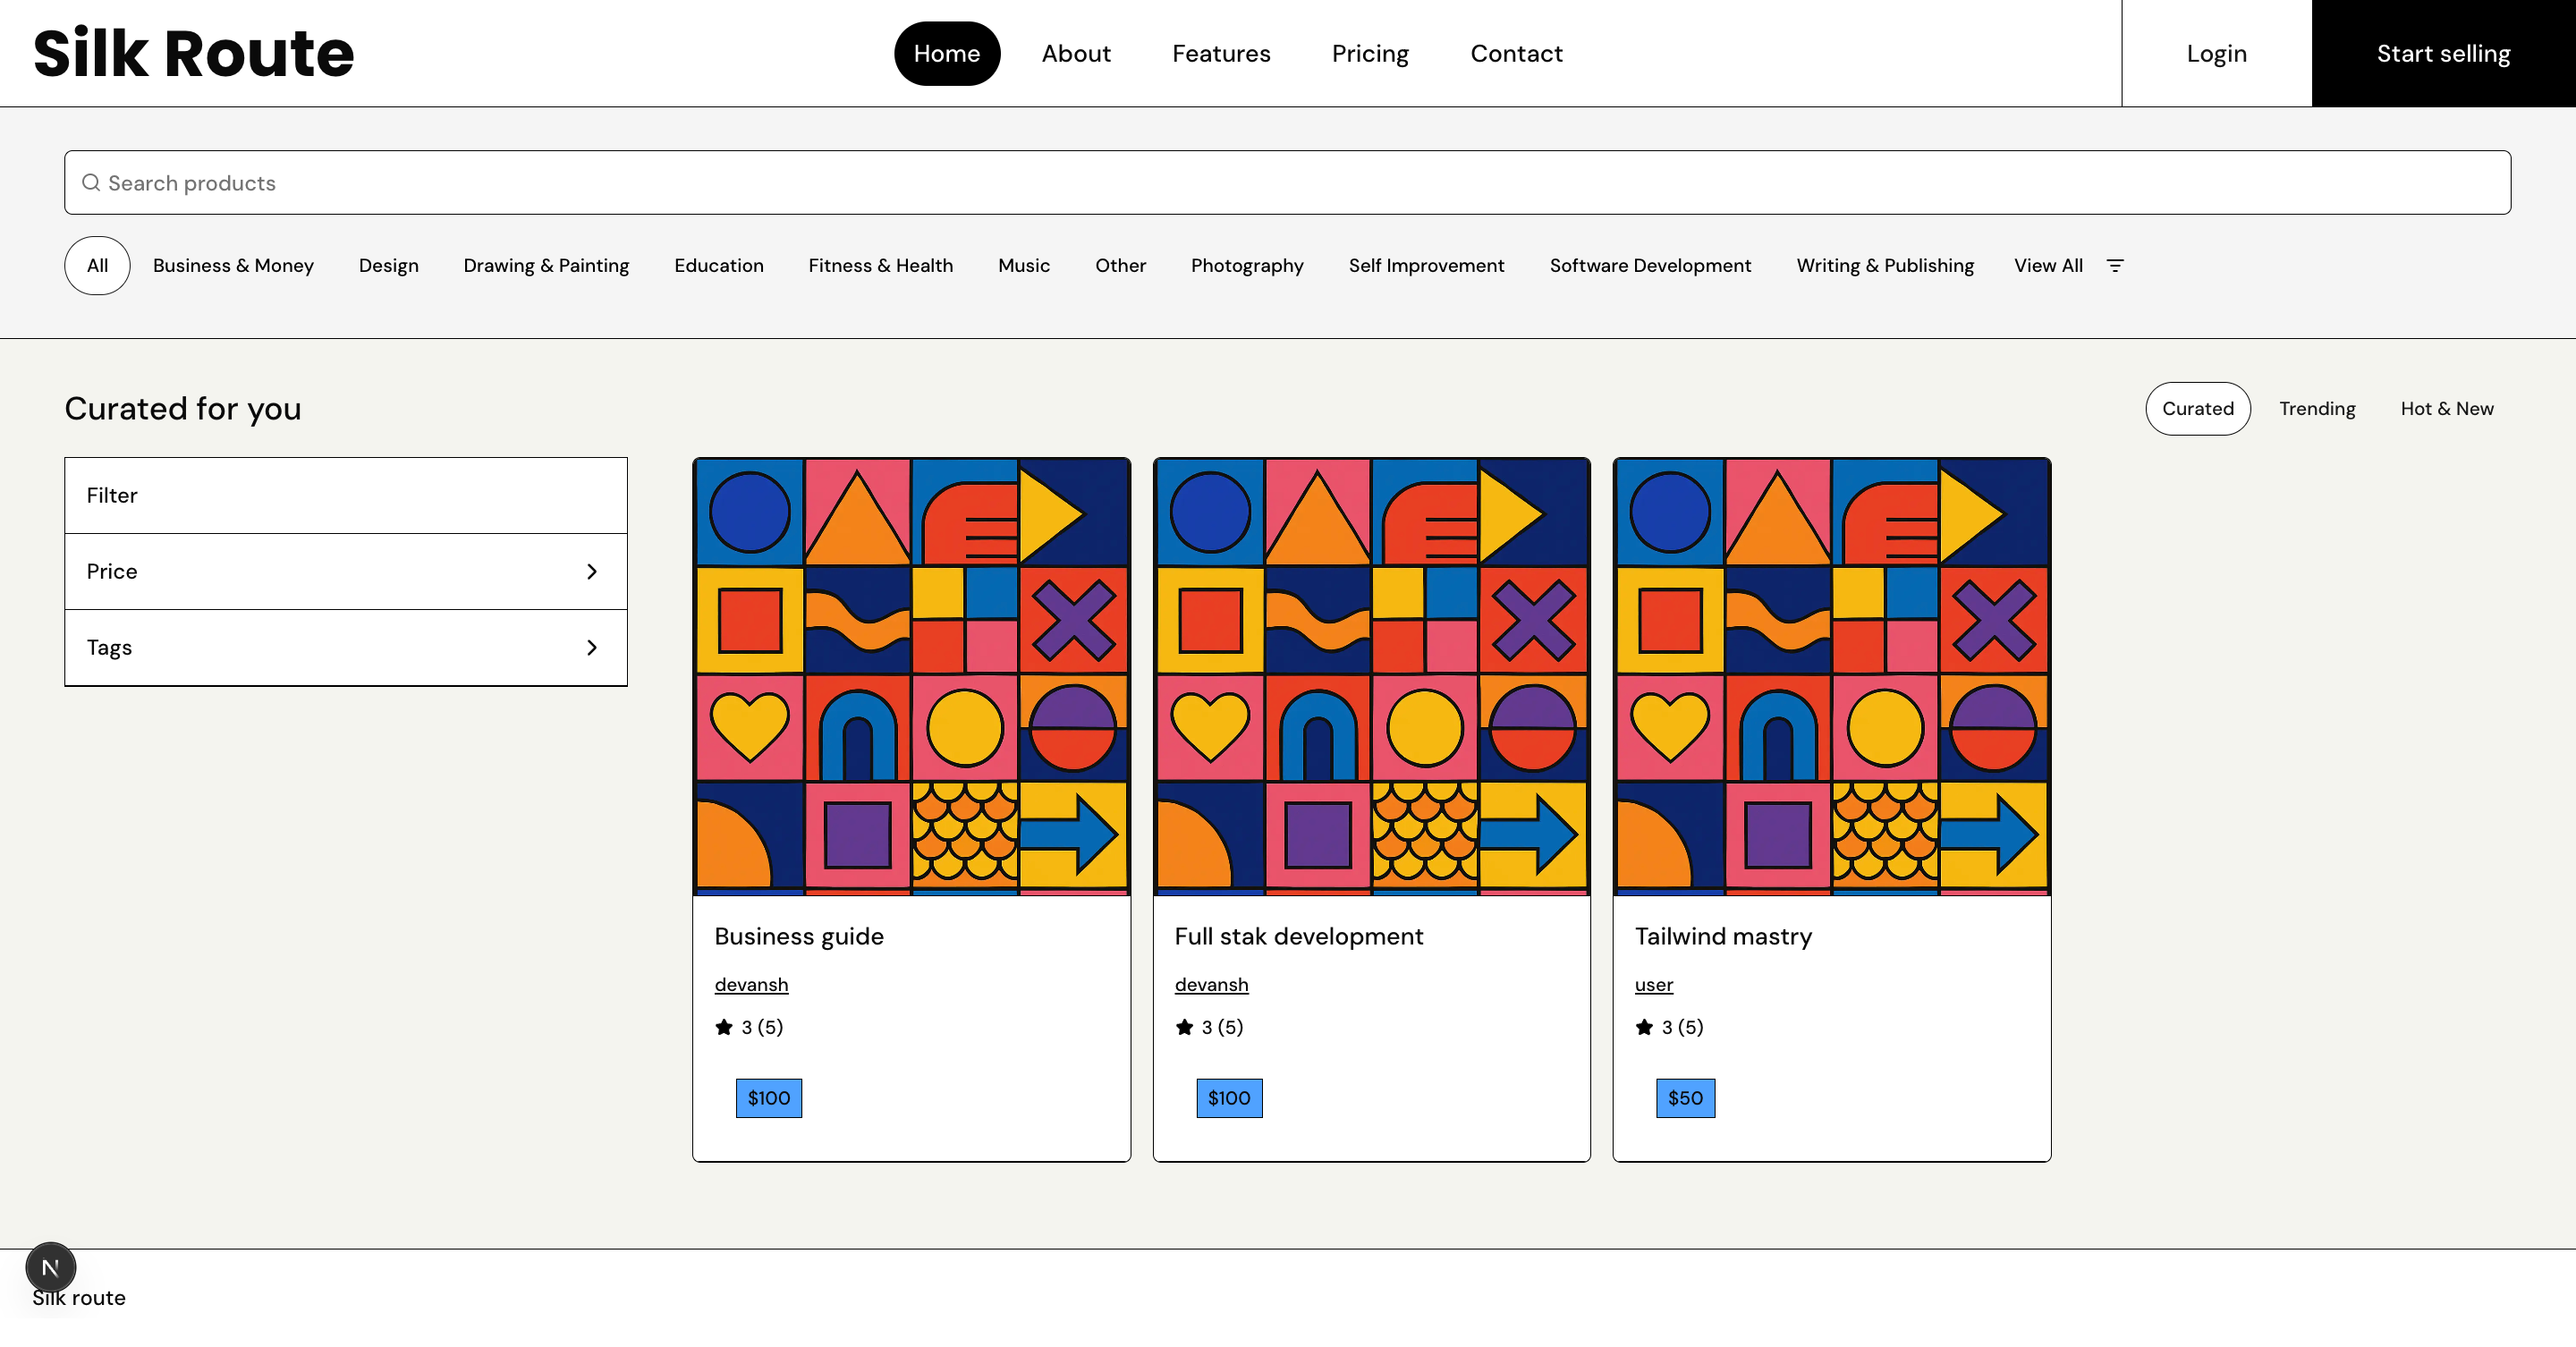 Silk Route
Home About Features Pricing Contact
Login Start selling
Search products
All Business & Money Design Drawing & Painting Education Fitness & Health Music Other Photography Self Improvement Software Development Writing & Publishing View All
Curated for you
Curated Trending Hot & New
Filter
Price
Tags
Business guide
devansh
3 (5)
$100
Full stak development
devansh
3 (5)
$100
Tailwind mastry
user
3 (5)
$50
N
Silk route